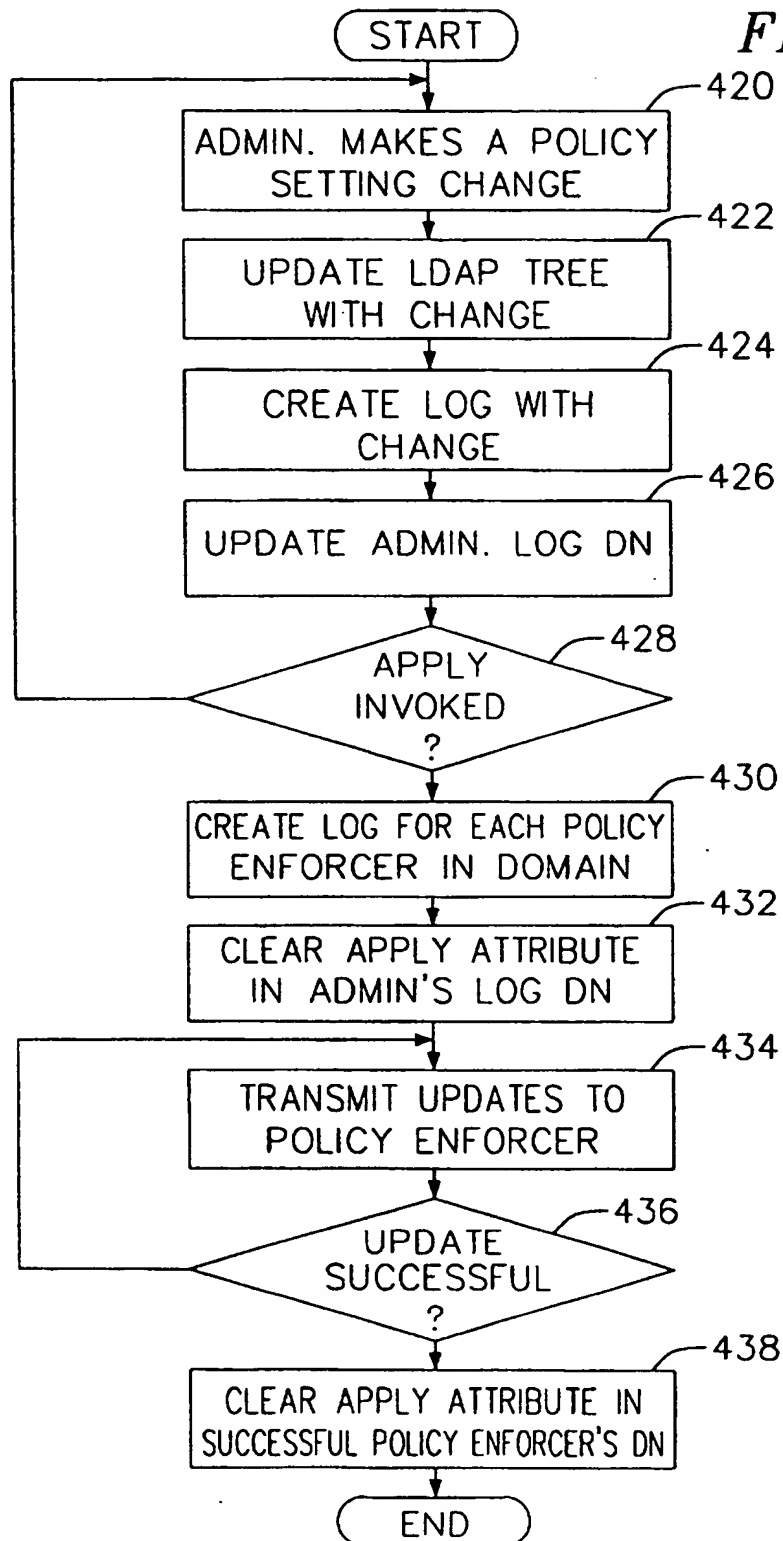 START
420
ADMIN. MAKES A POLICY
SETTING CHANGE
422
UPDATE LDAP TREE
WITH CHANGE
424
CREATE LOG WITH
CHANGE
426
UPDATE ADMIN. LOG DN
428
APPLY
INVOKED
?
430
CREATE LOG FOR EACH POLICY
ENFORCER IN DOMAIN
432
CLEAR APPLY ATTRIBUTE
IN ADMIN'S LOG DN
434
TRANSMIT UPDATES TO
POLICY ENFORCER
436
UPDATE
SUCCESSFUL
?
438
CLEAR APPLY ATTRIBUTE IN
SUCCESSFUL POLICY ENFORCER'S DN
END